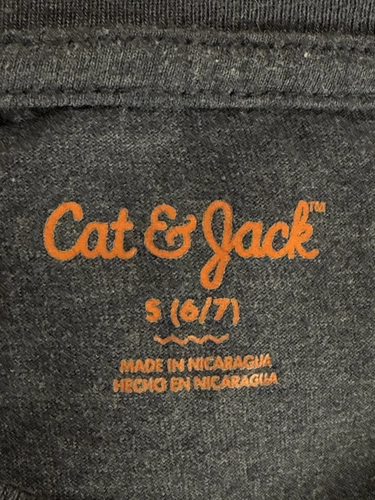 Cat & Jack™
S (6/7)
MADE IN NICARAGUA
HECHO EN NICARAGUA